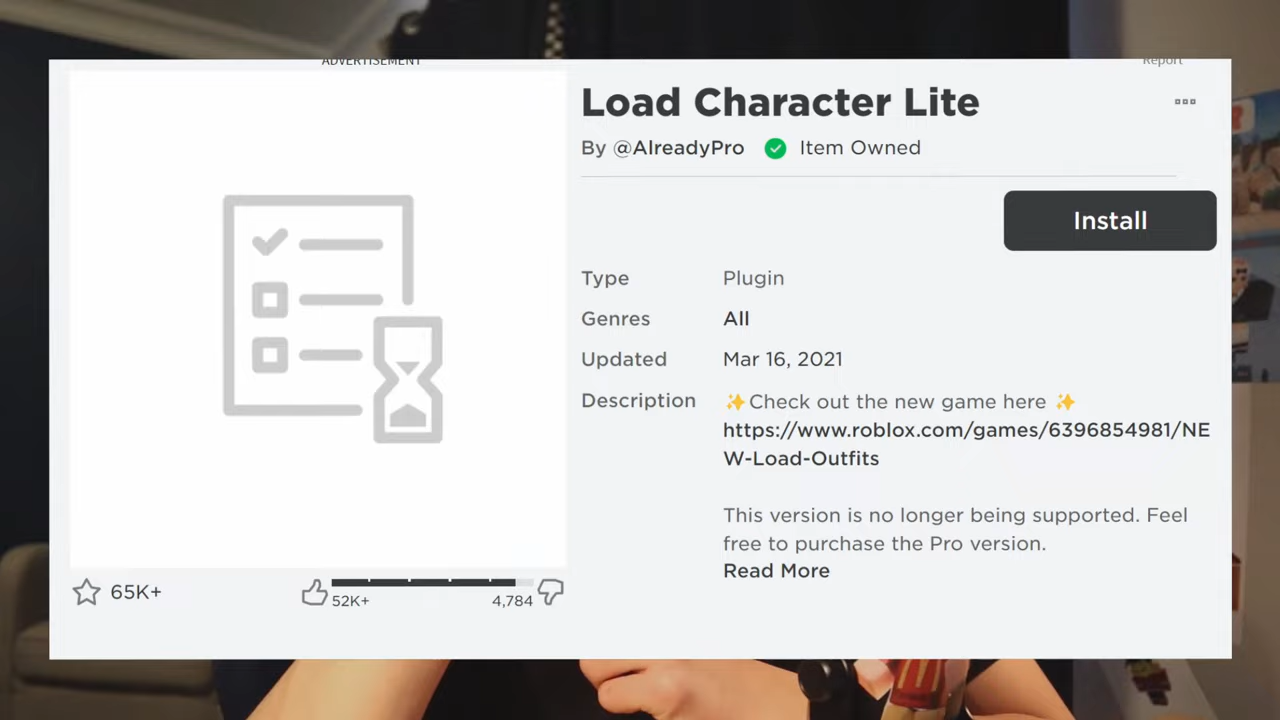 ADVERTISEMENT
Report
Load Character Lite
By @AlreadyPro Item Owned
Install
Type Plugin
Genres All
Updated Mar 16, 2021
Description ✨Check out the new game here ✨
https://www.roblox.com/games/6396854981/NE
W-Load-Outfits
This version is no longer being supported. Feel
free to purchase the Pro version.
Read More
65K+
52K+
4,784